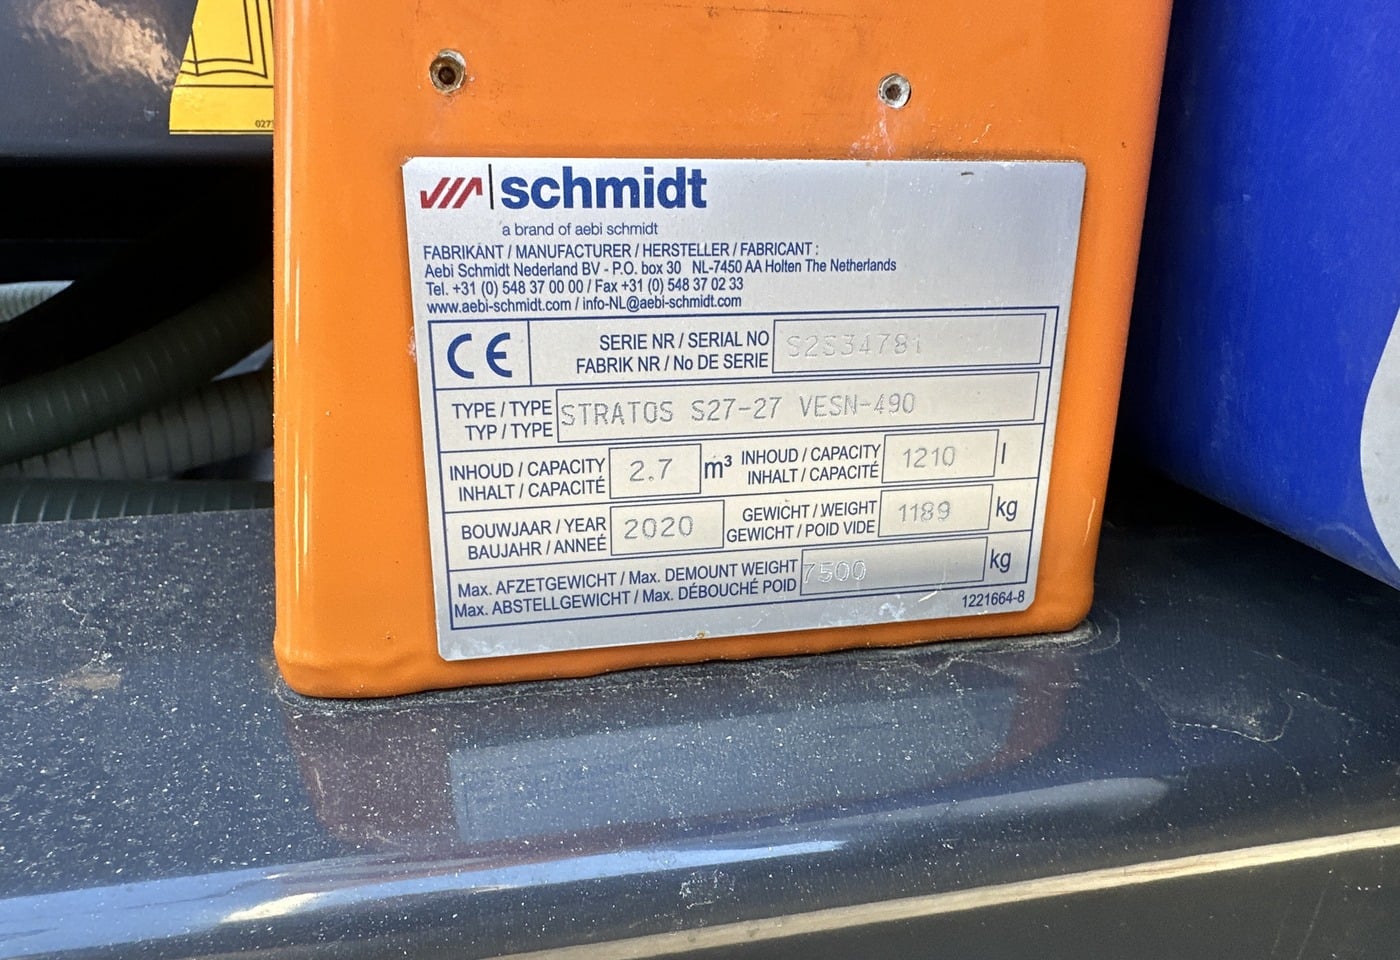 schmidt
a brand of aebi schmidt
FABRIKANT / MANUFACTURER / HERSTELLER / FABRICANT :
Aebi Schmidt Nederland BV - P.O. box 30 NL-7450 AA Holten The Netherlands
Tel. +31 (0) 548 37 00 00 / Fax +31 (0) 548 37 02 33
www.aebi-schmidt.com / info-NL@aebi-schmidt.com
CE
SERIE NR / SERIAL NO
FABRIK NR / No DE SERIE
S2S34781
TYPE / TYPE
TYP / TYPE
STRATOS S27-27 VESN-490
INHOUD / CAPACITY
INHALT / CAPACITÉ
2.7 m³
INHOUD / CAPACITY
INHALT / CAPACITÉ
1210 l
BOUWJAAR / YEAR
BAUJAHR / ANNEÉ
2020
GEWICHT / WEIGHT
GEWICHT / POID VIDE
1189 kg
Max. AFZETGEWICHT / Max. DEMOUNT WEIGHT
Max. ABSTELLGEWICHT / Max. DÉBOUCHÉ POID
7500 kg
1221664-8